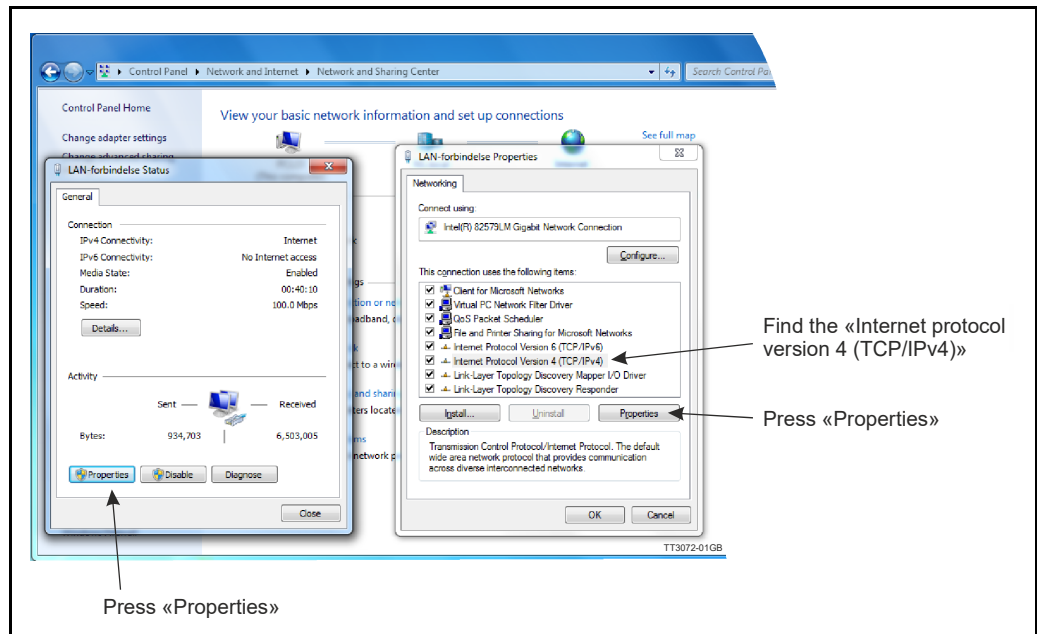 Control Panel ▸ Network and Internet ▸ Network and Sharing Center
Search Control Pa
Control Panel Home
Change adapter settings
Change advanced sharing
View your basic network information and set up connections
See full map
LAN-forbindelse Status
General
Connection
IPv4 Connectivity: Internet
IPv6 Connectivity: No Internet access
Media State: Enabled
Duration: 00:40:10
Speed: 100.0 Mbps
Details...
Activity
Sent Received
Bytes: 934,703 6,503,005
Properties Disable Diagnose
Close
LAN-forbindelse Properties
Networking
Connect using:
Intel(R) 82579LM Gigabit Network Connection
Configure...
This connection uses the following items:
Client for Microsoft Networks
Virtual PC Network Filter Driver
QoS Packet Scheduler
File and Printer Sharing for Microsoft Networks
Internet Protocol Version 6 (TCP/IPv6)
Internet Protocol Version 4 (TCP/IPv4)
Link-Layer Topology Discovery Mapper I/O Driver
Link-Layer Topology Discovery Responder
Install... Uninstall Properties
Description
Transmission Control Protocol/Internet Protocol. The default
wide area network protocol that provides communication
across diverse interconnected networks.
OK Cancel
TT3072-01GB
Find the «Internet protocol
version 4 (TCP/IPv4)»
Press «Properties»
Press «Properties»